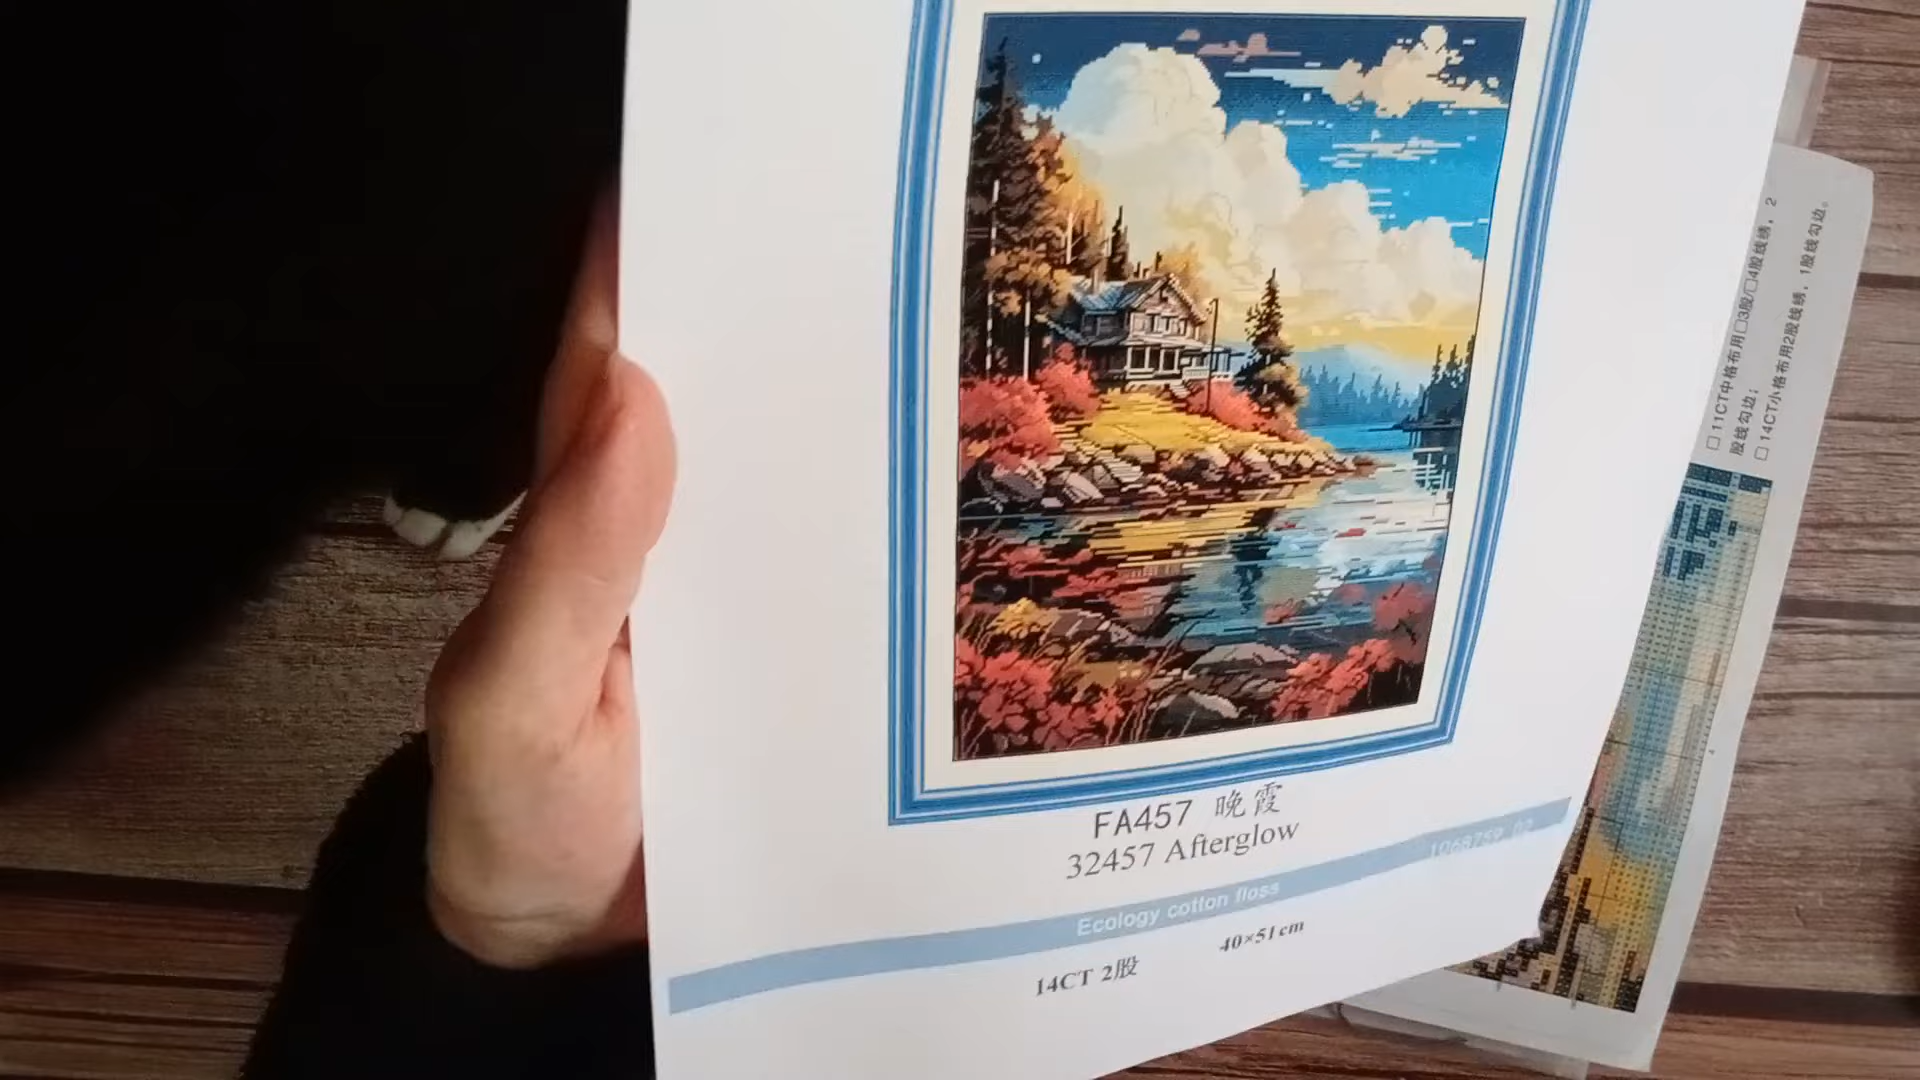 FA457 晚霞
32457 Afterglow
1068759 02
Ecology cotton floss
14CT 2股
40×51cm
□ 11CT中格布用□3股/□4股线绣，2
股线勾边；
□ 14CT小格布用2股线绣，1股线勾边。